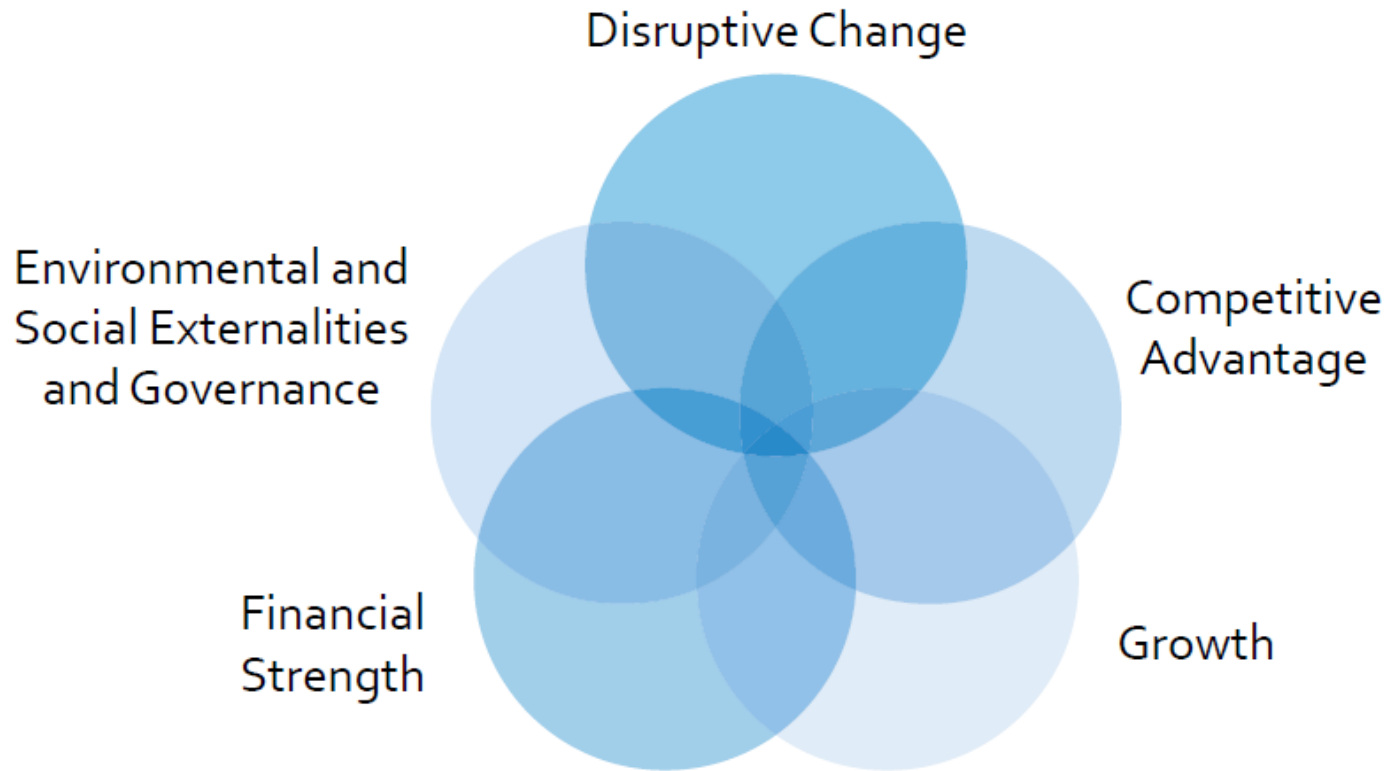 Disruptive Change
Environmental and
Social Externalities
and Governance
Competitive
Advantage
Financial
Strength
Growth